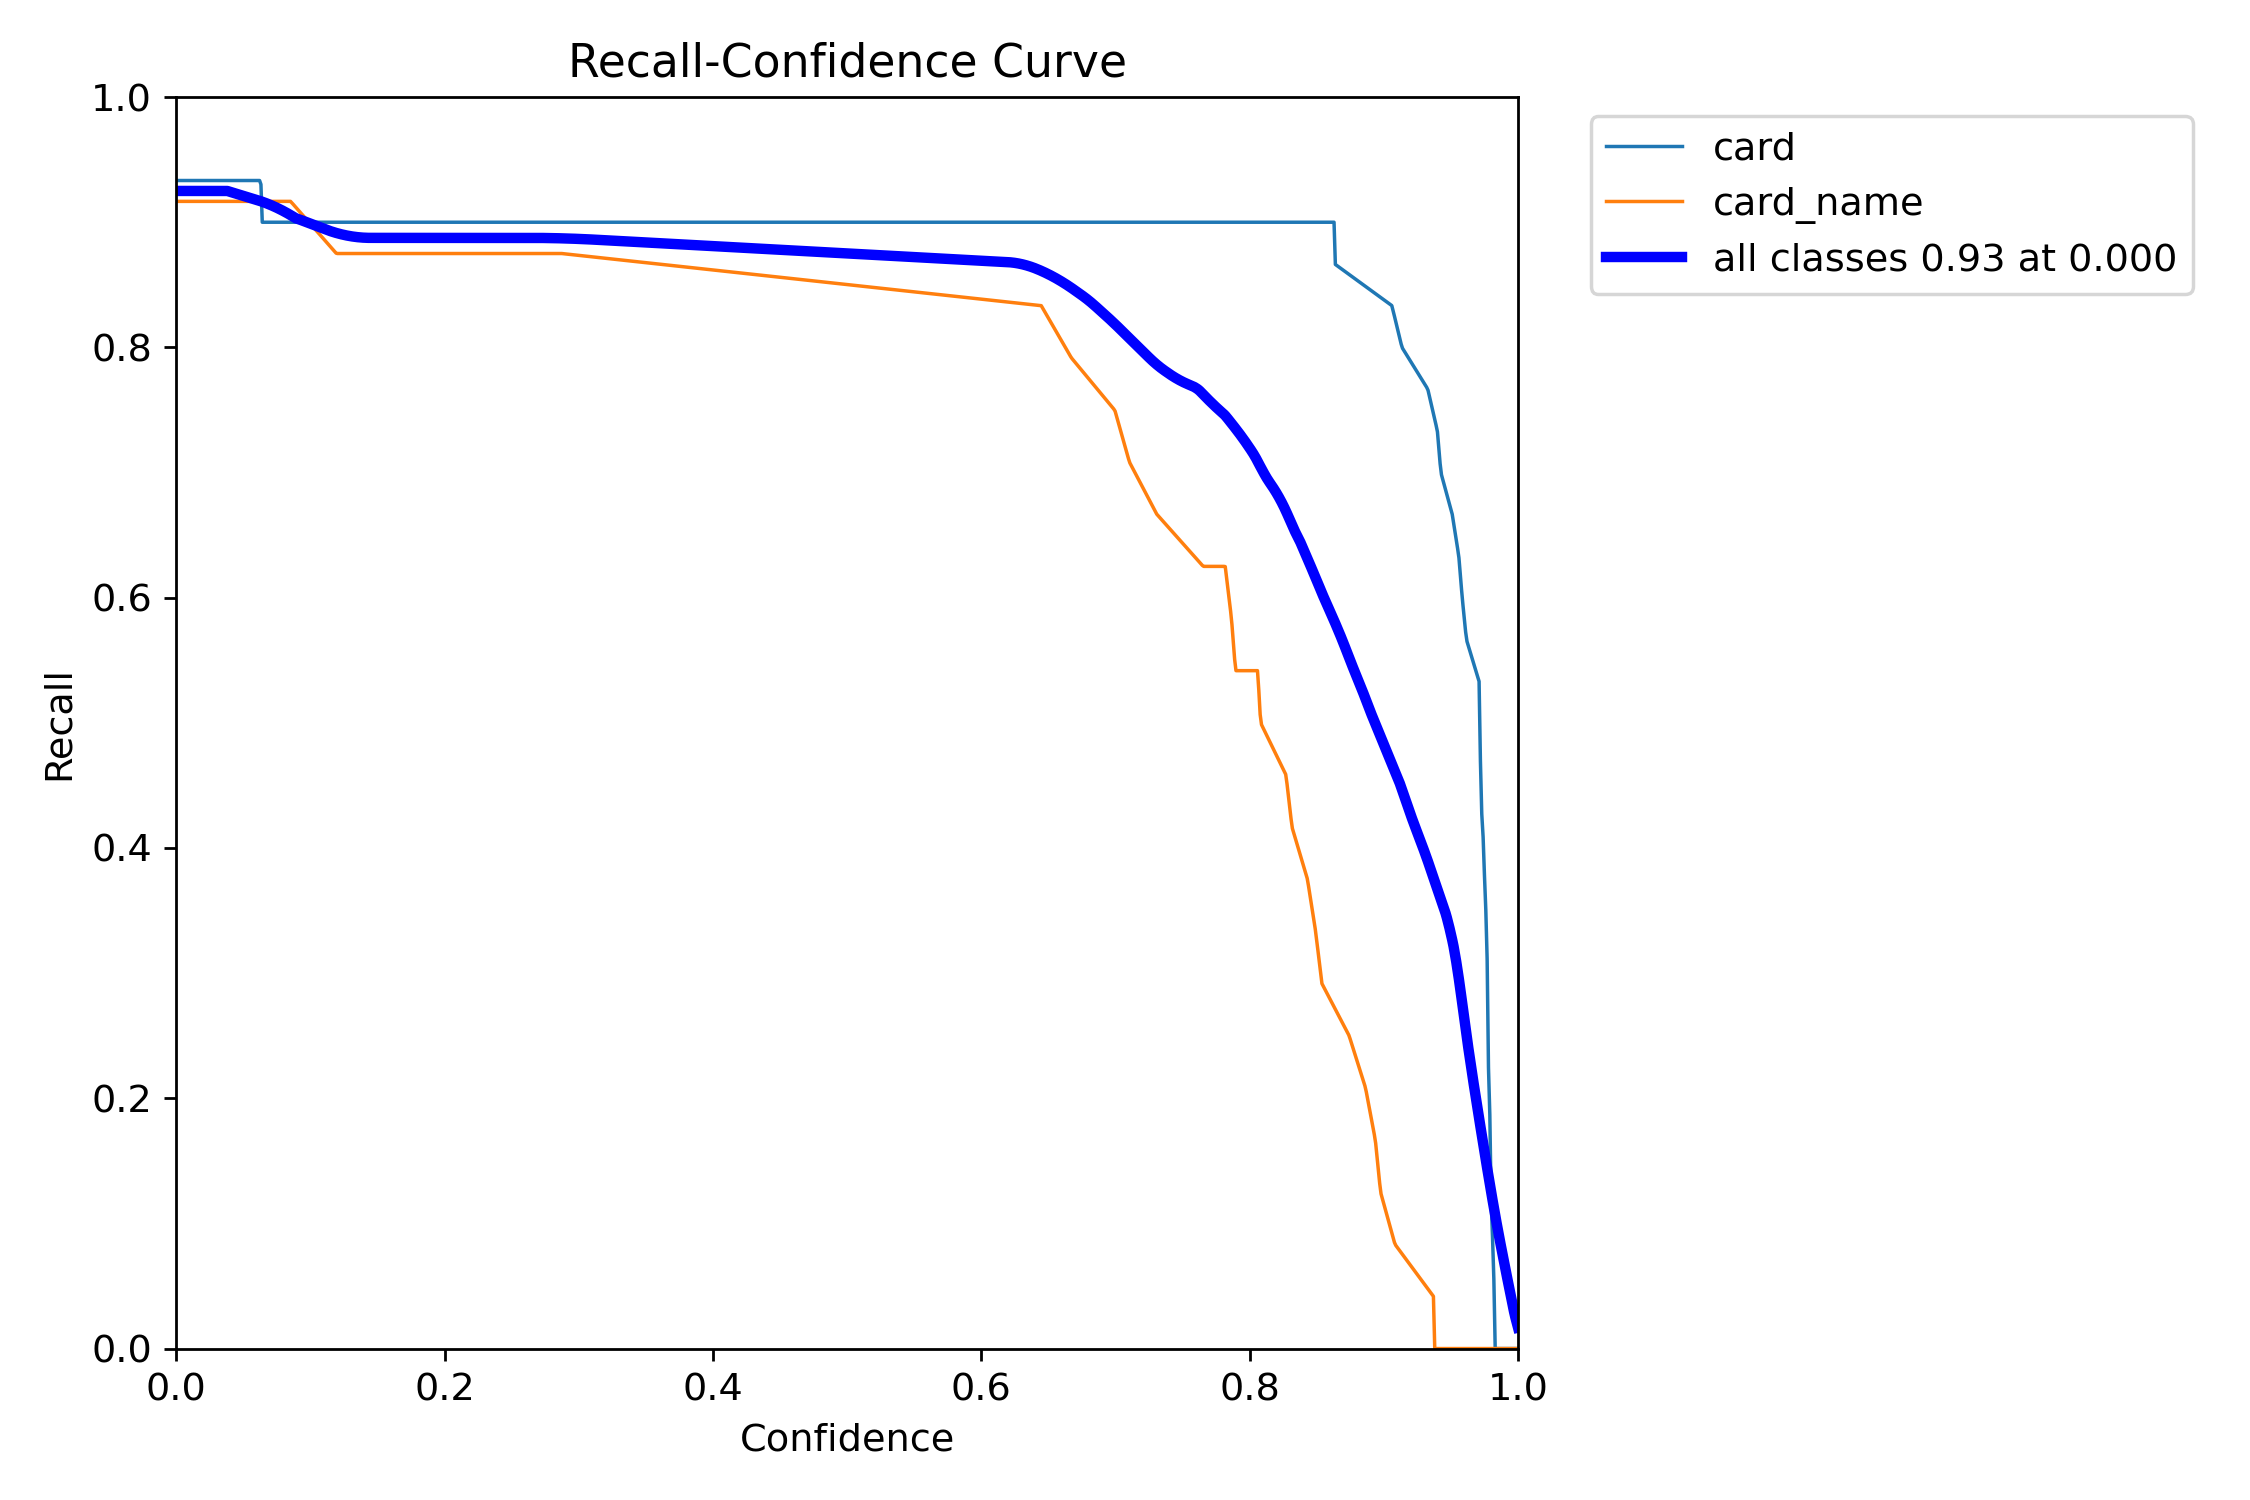 Recall-Confidence Curve
1.0
0.8
0.6
0.4
0.2
0.0
Recall
0.0 0.2 0.4 0.6 0.8 1.0
Confidence
card
card_name
all classes 0.93 at 0.000